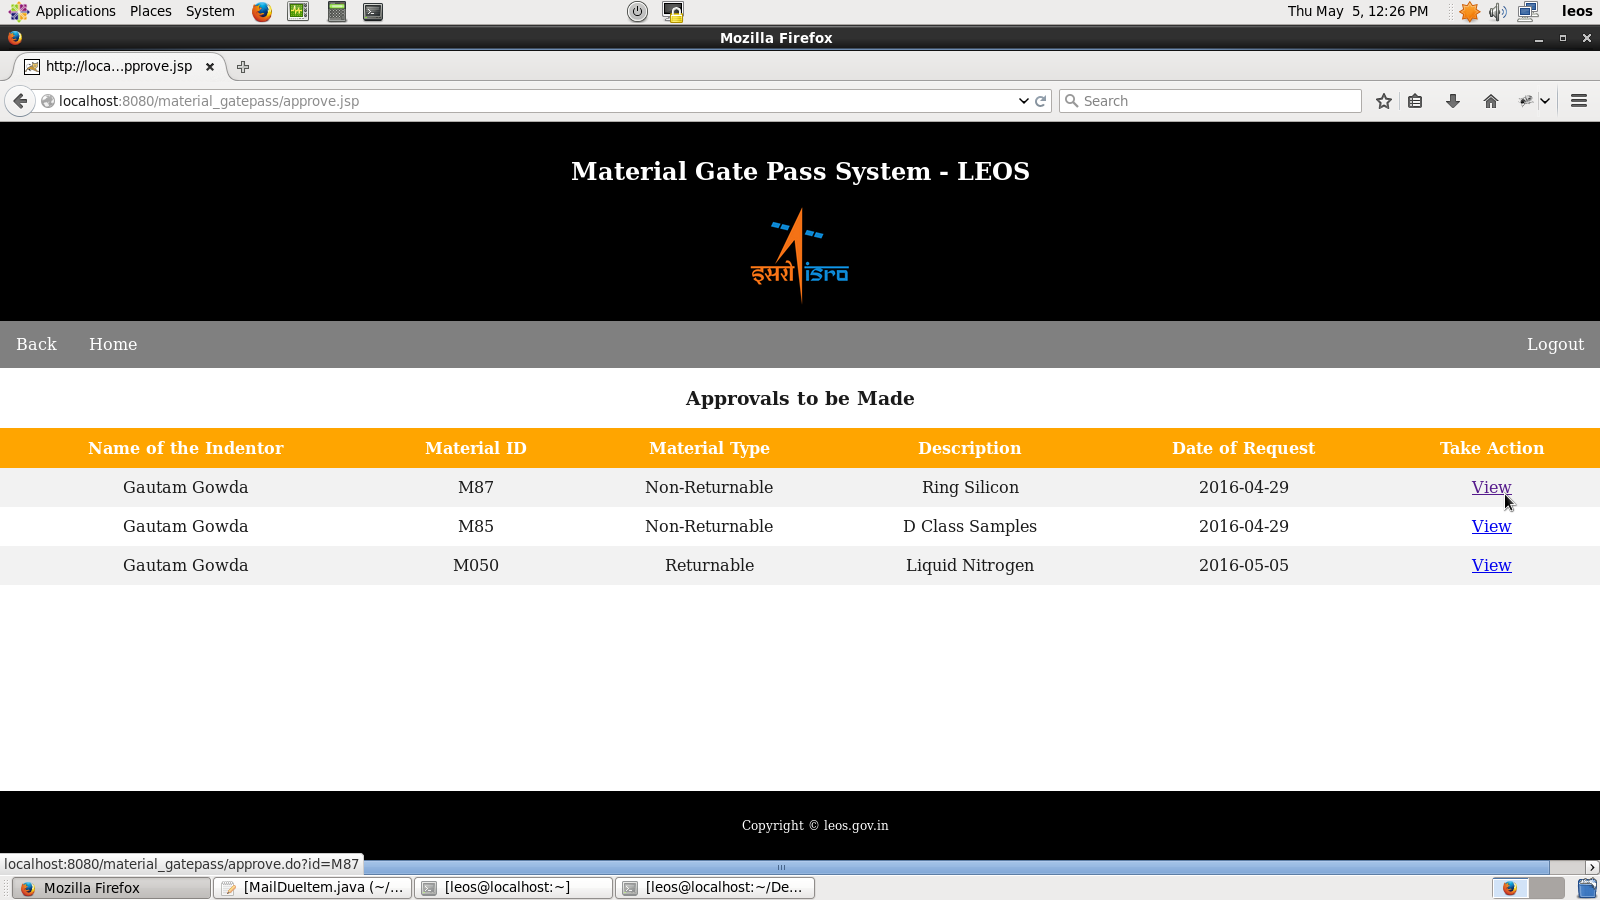 Applications Places System Thu May 5, 12:26 PM leos
Mozilla Firefox
http://loca...pprove.jsp
localhost:8080/material_gatepass/approve.jsp Search
Material Gate Pass System - LEOS
इसरो isro
Back Home Logout
Approvals to be Made
Name of the Indentor Material ID Material Type Description Date of Request Take Action
Gautam Gowda M87 Non-Returnable Ring Silicon 2016-04-29 View
Gautam Gowda M85 Non-Returnable D Class Samples 2016-04-29 View
Gautam Gowda M050 Returnable Liquid Nitrogen 2016-05-05 View
Copyright © leos.gov.in
localhost:8080/material_gatepass/approve.do?id=M87
Mozilla Firefox [MailDueItem.java (~/... [leos@localhost:~] [leos@localhost:~/De...